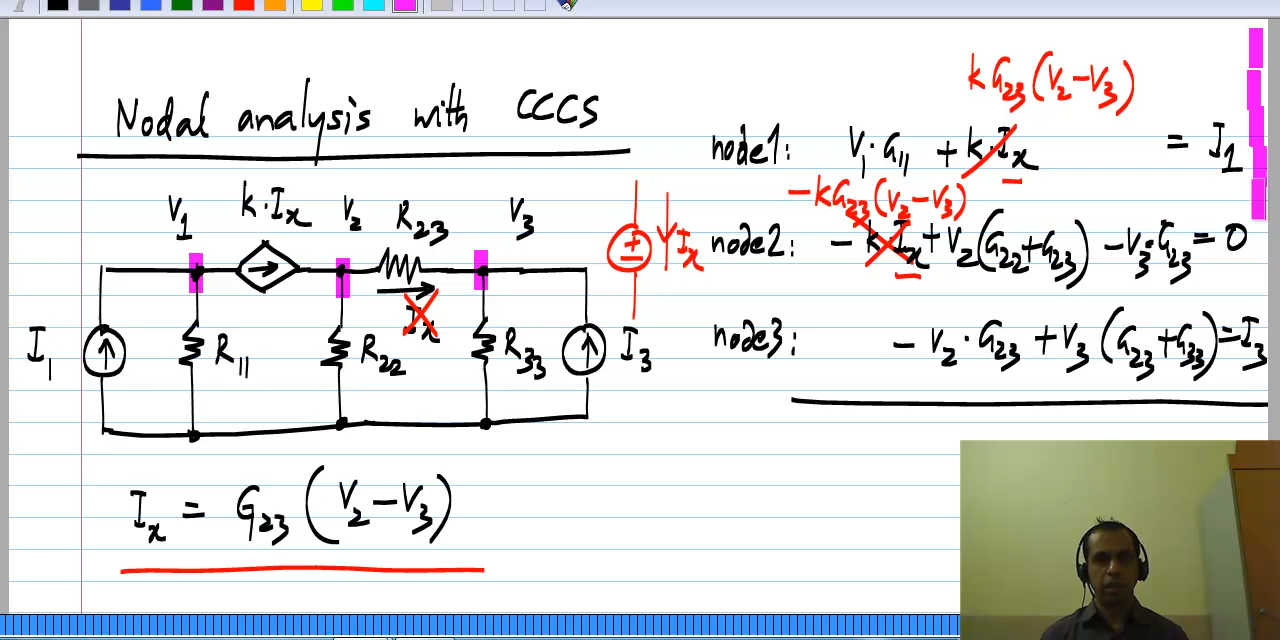 Nodal analysis with CCCS
kG23(V2−V3)
node1: V1·G11 + k·Ix = I1
−kG23(V2−V3)
node2: −k·Ix+V2(G22+G23) −V3·G23=0
node3: −V2·G23 +V3(G23+G33)=I3
V1 k·Ix V2 R23 V3
+ − Ix
Ix
I1 R11 R22 R33 I3
Ix = G23(V2−V3)